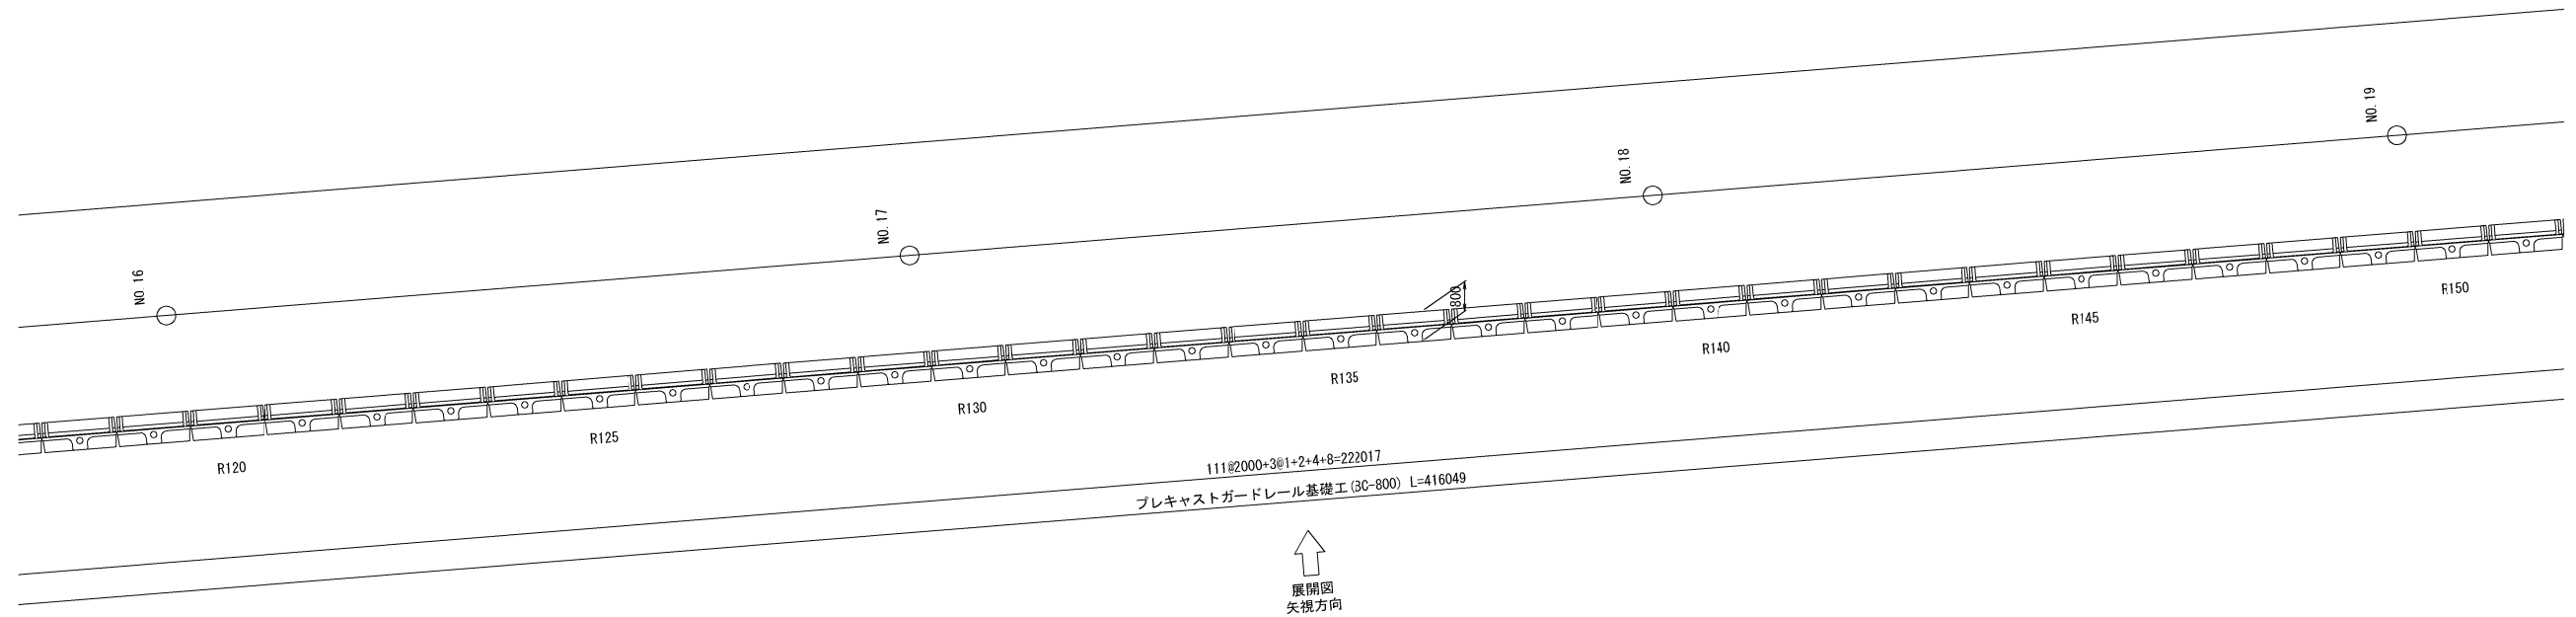 NO.16
NO.17
NO.18
NO.19
800
R120
R125
R130
R135
R140
R145
R150
111@2000+3@1+2+4+8=222017
プレキャストガードレール基礎工(BC-800) L=416049
展開図
矢視方向